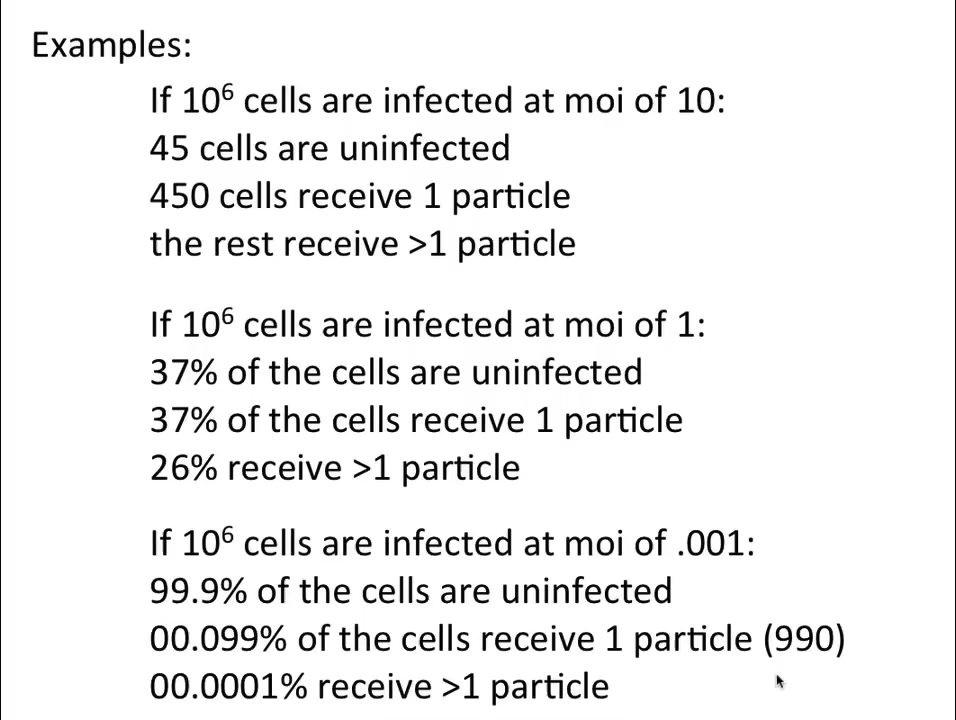 Examples:
If 10⁶ cells are infected at moi of 10:
45 cells are uninfected
450 cells receive 1 particle
the rest receive >1 particle
If 10⁶ cells are infected at moi of 1:
37% of the cells are uninfected
37% of the cells receive 1 particle
26% receive >1 particle
If 10⁶ cells are infected at moi of .001:
99.9% of the cells are uninfected
00.099% of the cells receive 1 particle (990)
00.0001% receive >1 particle